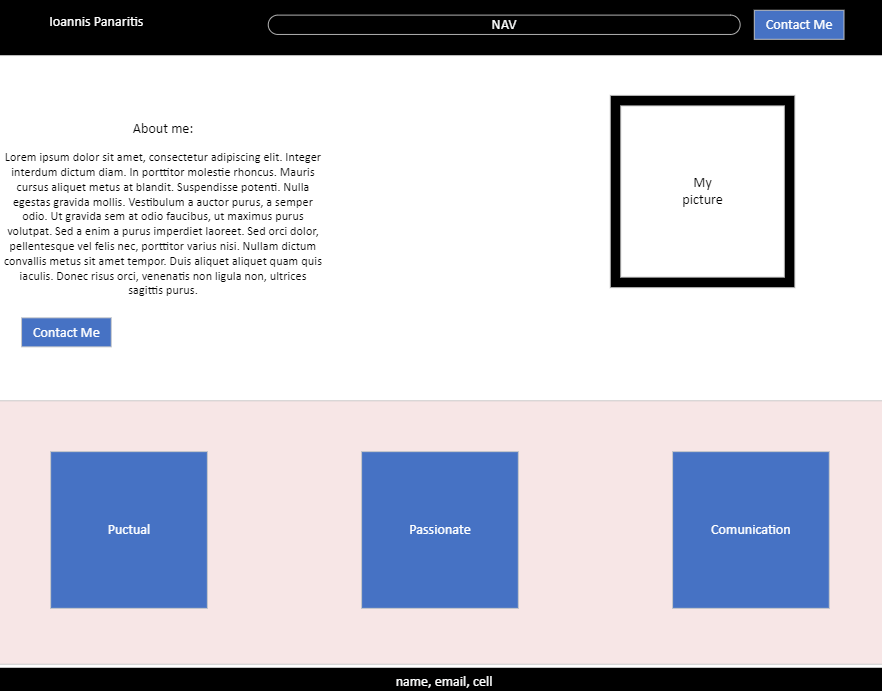 Ioannis Panaritis
NAV
Contact Me
About me:
Lorem ipsum dolor sit amet, consectetur adipiscing elit. Integer
interdum dictum diam. In porttitor molestie rhoncus. Mauris
cursus aliquet metus at blandit. Suspendisse potenti. Nulla
egestas gravida mollis. Vestibulum a auctor purus, a semper
odio. Ut gravida sem at odio faucibus, ut maximus purus
volutpat. Sed a enim a purus imperdiet laoreet. Sed orci dolor,
pellentesque vel felis nec, porttitor varius nisi. Nullam dictum
convallis metus sit amet tempor. Duis aliquet aliquet quam quis
iaculis. Donec risus orci, venenatis non ligula non, ultrices
sagittis purus.
My
picture
Contact Me
Puctual
Passionate
Comunication
name, email, cell